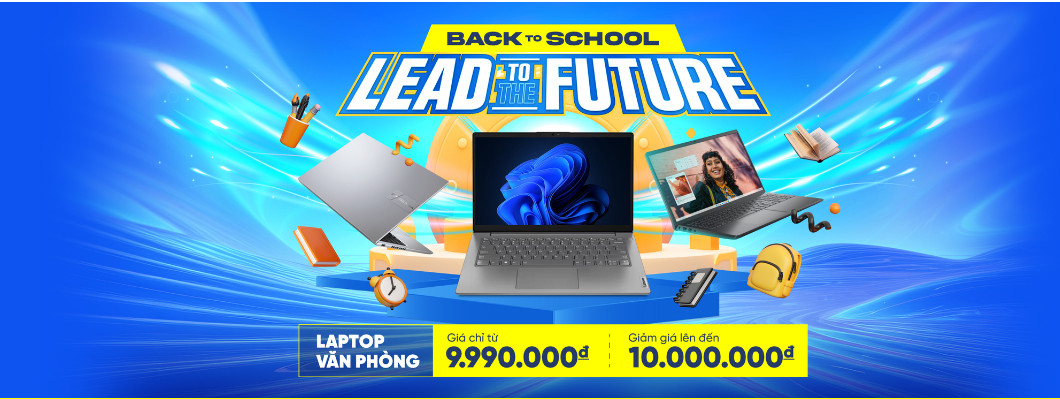 BACK TO SCHOOL
LEAD TO THE FUTURE
LAPTOP
VĂN PHÒNG
Giá chỉ từ
9.990.000đ
Giảm giá lên đến
10.000.000đ